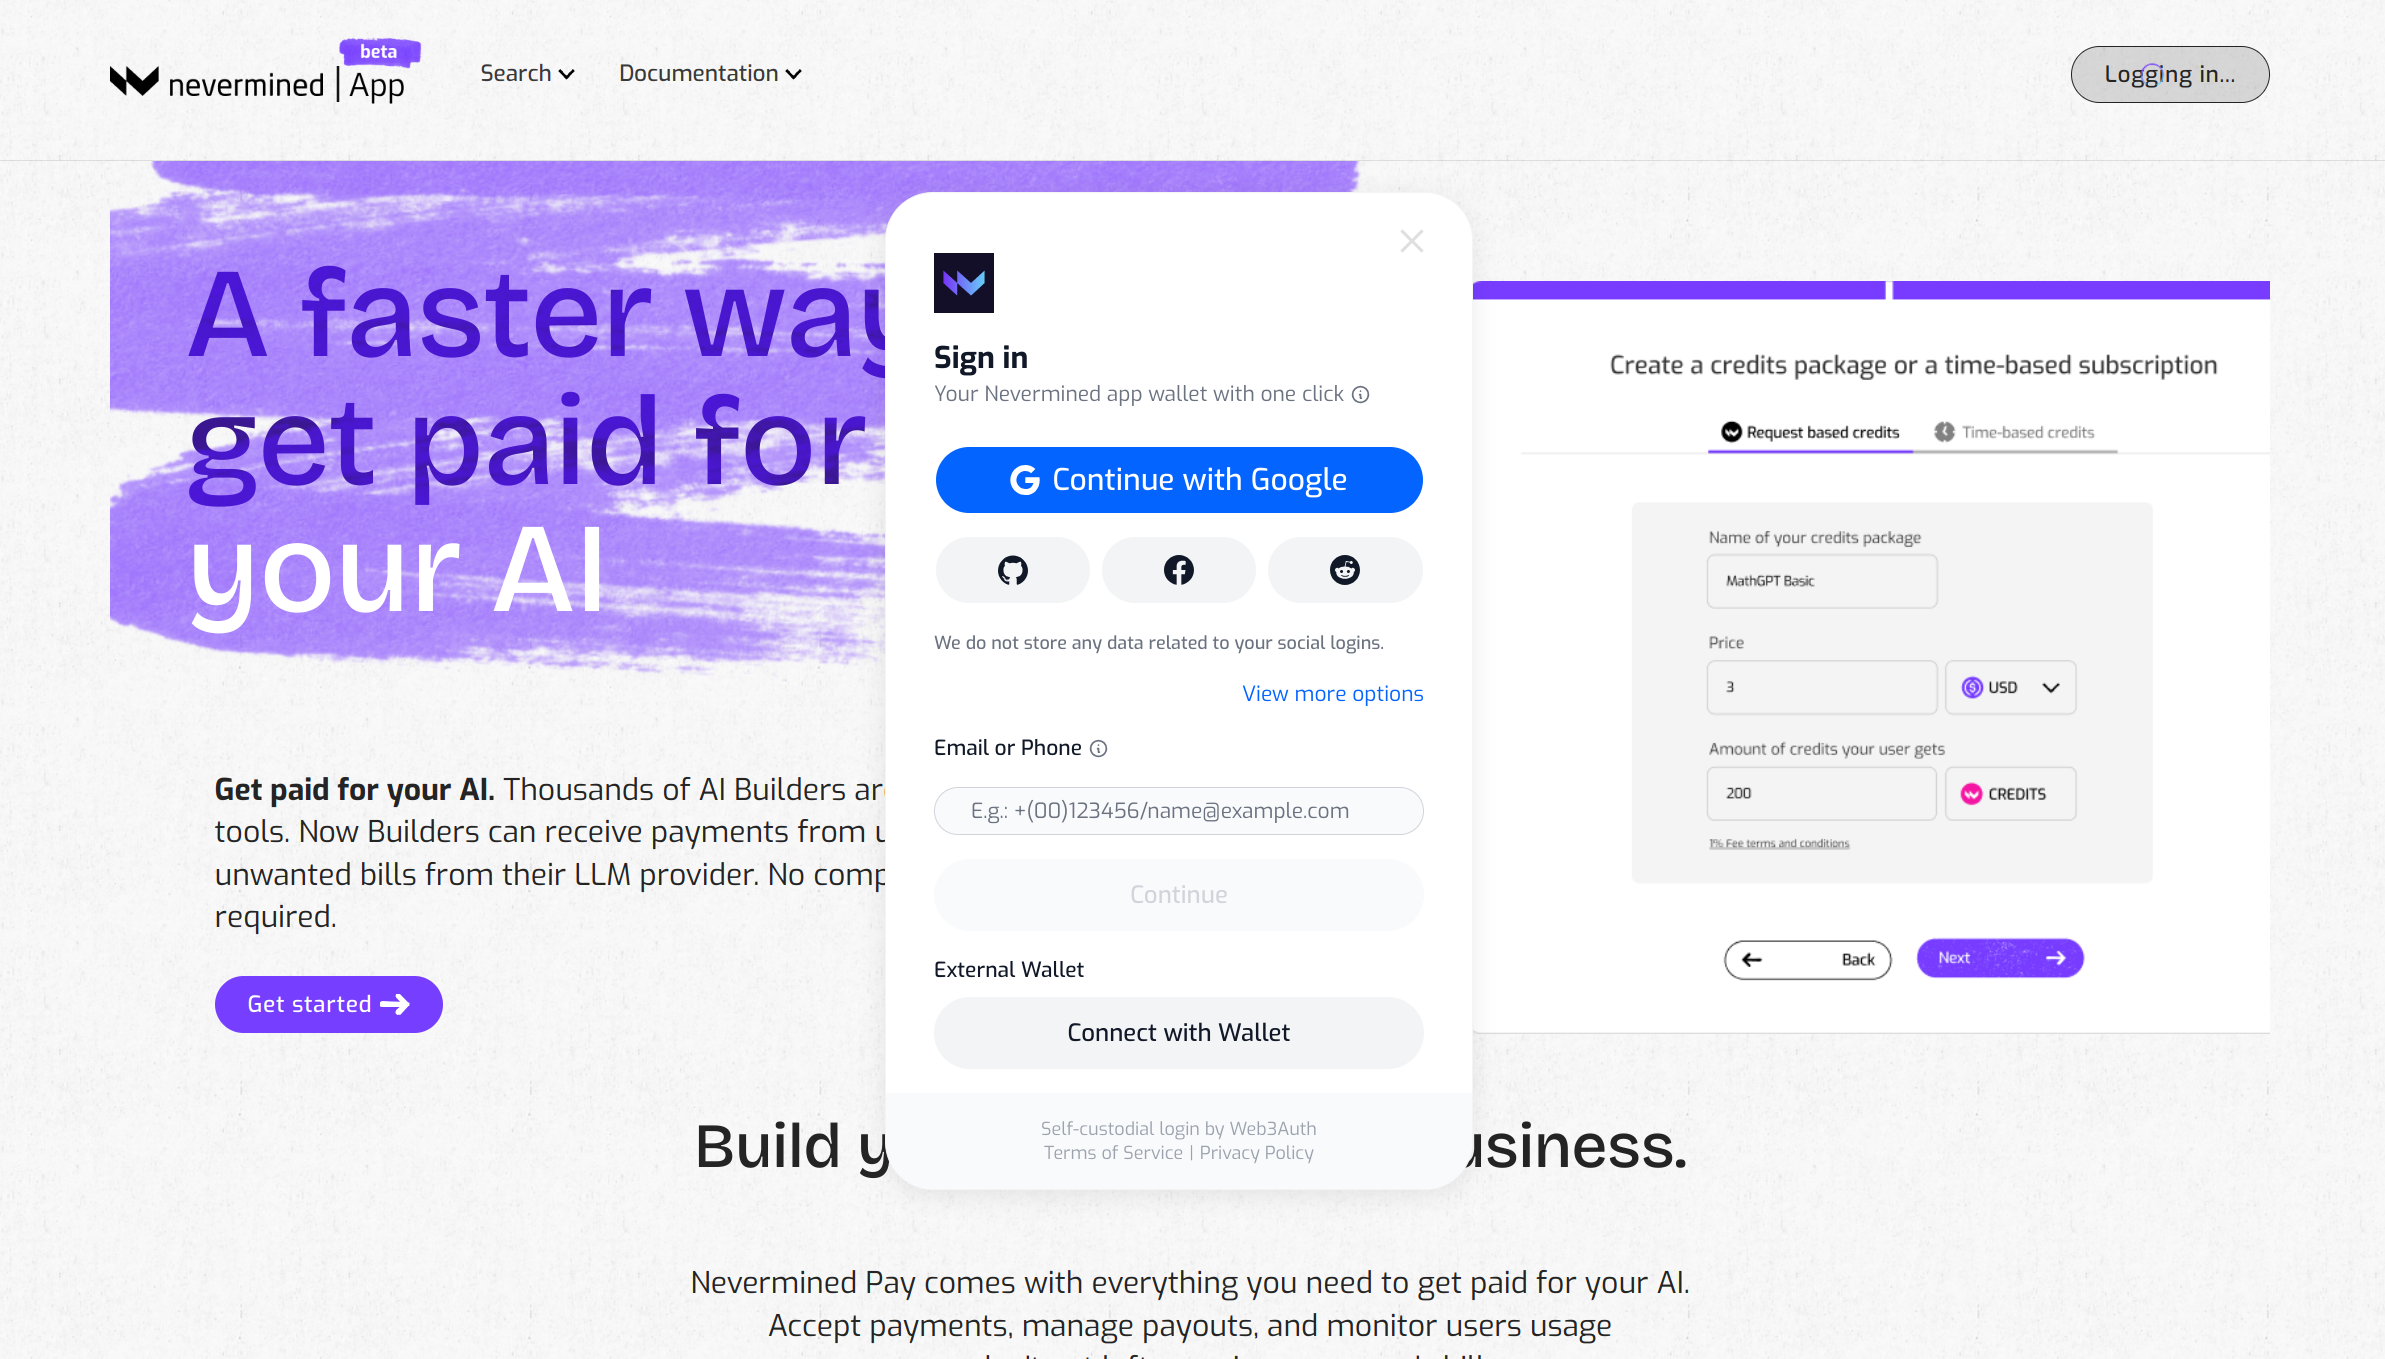 beta
nevermined | App
Search
Documentation
Logging in...
A faster way
get paid for
your AI
Get paid for your AI. Thousands of AI Builders
tools. Now Builders can receive payments from
unwanted bills from their LLM provider. No
required.
Get started
Sign in
Your Nevermined app wallet with one click
Continue with Google
We do not store any data related to your social logins.
View more options
Email or Phone
E.g.: +(00)123456/name@example.com
Continue
External Wallet
Connect with Wallet
Self-custodial login by Web3Auth
Terms of Service | Privacy Policy
Create a credits package or a time-based subscription
Request based credits
Time-based credits
Name of your credits package
MathGPT Basic
Price
3
USD
Amount of credits your user gets
200
CREDITS
1% Fee terms and conditions
Back
Next
Build
Nevermined Pay comes with everything you need to get paid for your AI.
Accept payments, manage payouts, and monitor users usage